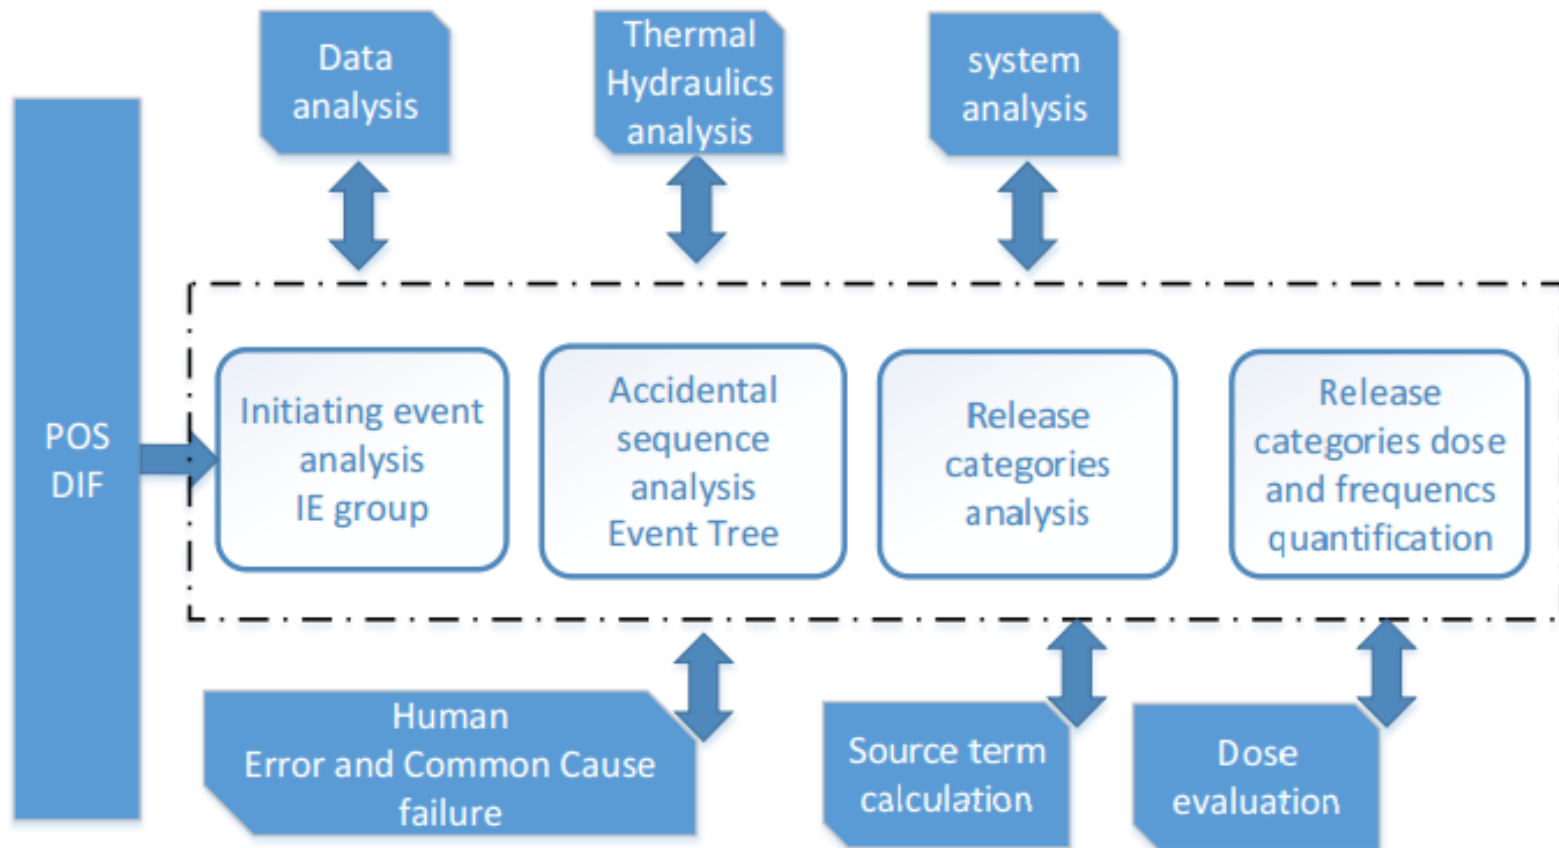 Data
analysis
Thermal
Hydraulics
analysis
system
analysis
POS
DIF
Initiating event
analysis
IE group
Accidental
sequence
analysis
Event Tree
Release
categories
analysis
Release
categories dose
and frequencs
quantification
Human
Error and Common Cause
failure
Source term
calculation
Dose
evaluation